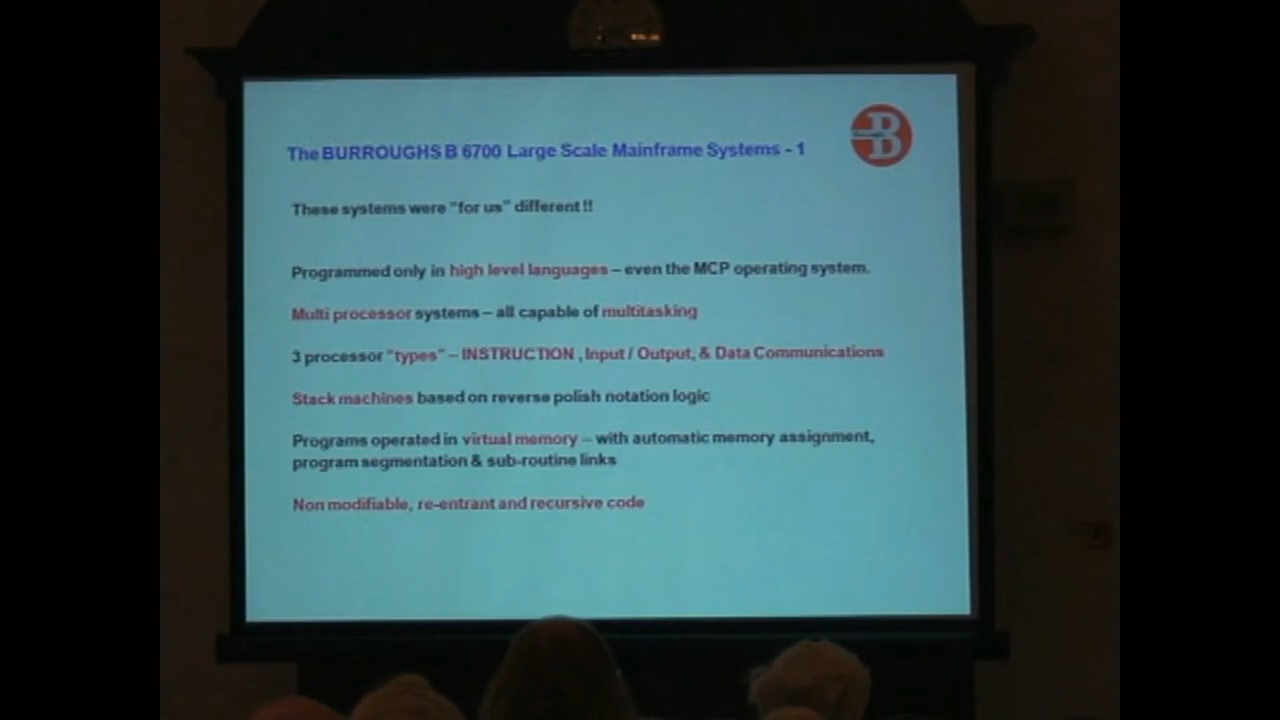 The BURROUGHS B 6700 Large Scale Mainframe Systems - 1
These systems were "for us" different !!
Programmed only in high level languages – even the MCP operating system.
Multi processor systems – all capable of multitasking
3 processor "types" – INSTRUCTION , Input / Output, & Data Communications
Stack machines based on reverse polish notation logic
Programs operated in virtual memory – with automatic memory assignment,
program segmentation & sub-routine links
Non modifiable, re-entrant and recursive code